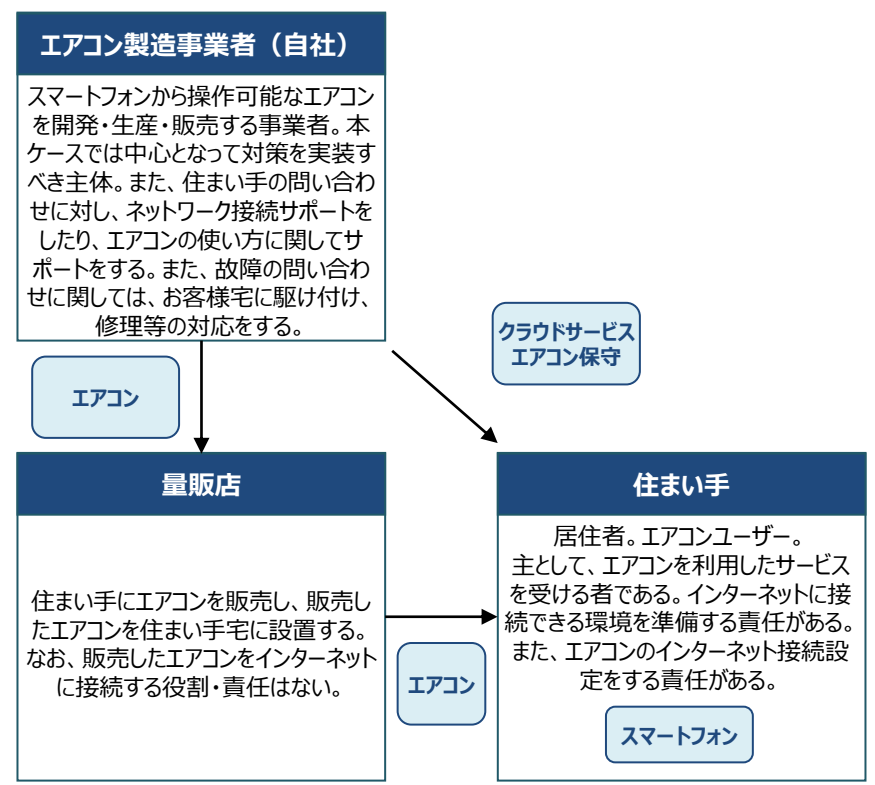 エアコン製造事業者（自社）
スマートフォンから操作可能なエアコン
を開発・生産・販売する事業者。本
ケースでは中心となって対策を実装す
べき主体。また、住まい手の問い合わ
せに対し、ネットワーク接続サポートを
したり、エアコンの使い方に関してサ
ポートをする。また、故障の問い合わ
せに関しては、お客様宅に駆け付け、
修理等の対応をする。
クラウドサービス
エアコン保守
エアコン
量販店
住まい手にエアコンを販売し、販売し
たエアコンを住まい手宅に設置する。
なお、販売したエアコンをインターネット
に接続する役割・責任はない。
エアコン
住まい手
居住者。エアコンユーザー。
主として、エアコンを利用したサービス
を受ける者である。インターネットに接
続できる環境を準備する責任がある。
また、エアコンのインターネット接続設
定をする責任がある。
スマートフォン